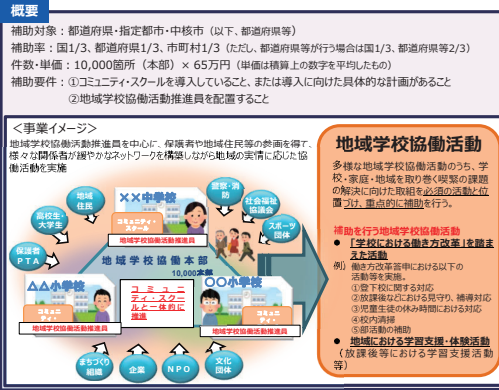 概要
補助対象：都道府県・指定都市・中核市（以下、都道府県等）
補助率：国1/3、都道府県1/3、市町村1/3（ただし、都道府県等が行う場合は国1/3、都道府県等2/3）
件数・単価：10,000箇所（本部）× 65万円（単価は積算上の数字を平均したもの）
補助要件：①コミュニティ・スクールを導入していること、または導入に向けた具体的な計画があること
②地域学校協働活動推進員を配置すること
＜事業イメージ＞
地域学校協働活動推進員を中心に、保護者や地域住民等の参画を得て、
様々な関係者が緩やかなネットワークを構築しながら地域の実情に応じた協
働活動を実施
地域
住民
高校生・
大学生
保護者
PTA
××中学校
コミュニティ・
スクール
地域学校協働活動推進員
警察・消
防
社会福祉
協議会
スポーツ
団体
地域学校協働本部
10,000本部
△△小学校
コミュニ
ティ・
地域学校協働活動推進員
コミュニ
ティ・スクー
ルと一体的に
推進
〇〇小学校
コミュニ
ティ・
地域学校協働活動推進員
まちづくり
組織
企業
NPO
文化
団体
地域学校協働活動
多様な地域学校協働活動のうち、学
校・家庭・地域を取り巻く喫緊の課題
の解決に向けた取組を必須の活動と位
置づけ、重点的に補助を行う。
補助を行う地域学校協働活動
● 「学校における働き方改革」を踏ま
えた活動
例）働き方改革答申における以下の
活動等を実施。
①登下校に関する対応
②放課後などにおける見守り、補導対応
③児童生徒の休み時間における対応
④校内清掃
⑤部活動の補助
● 地域における学習支援・体験活動
（放課後等における学習支援活動
等）